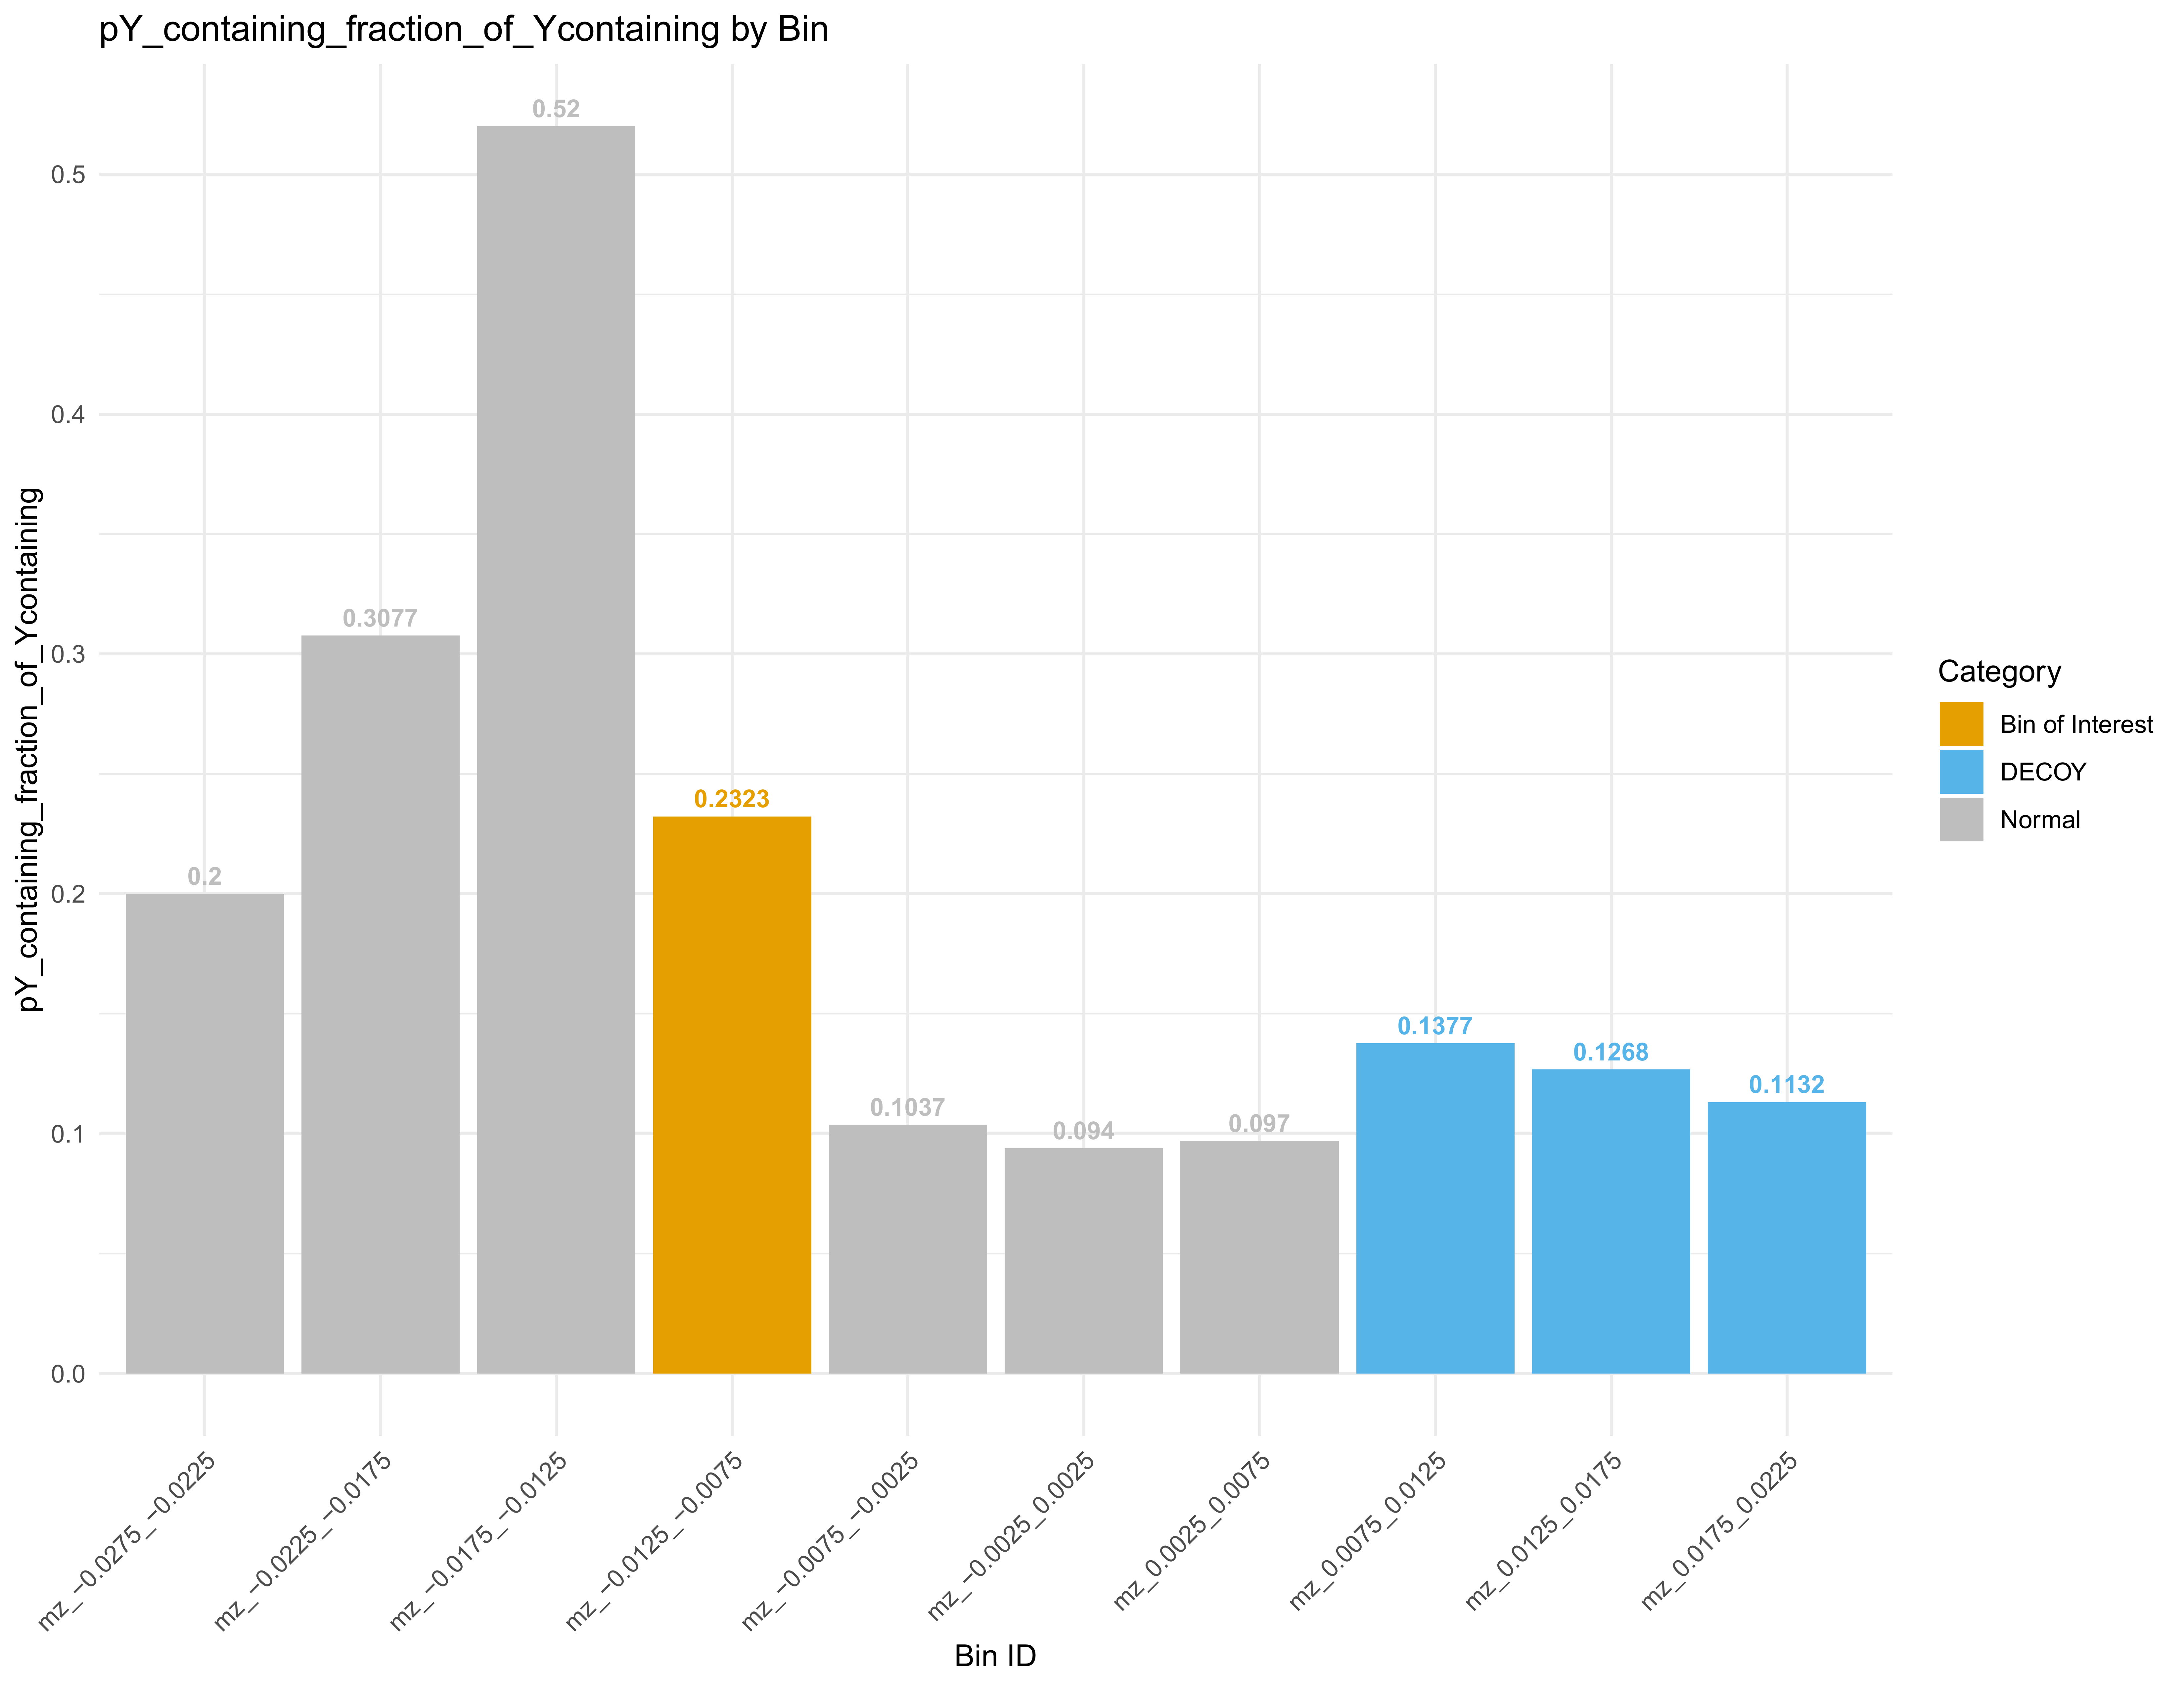 pY_containing_fraction_of_Ycontaining by Bin
pY_containing_fraction_of_Ycontaining
0.5
0.4
0.3
0.2
0.1
0.0
0.2
0.3077
0.52
0.2323
0.1037
0.094
0.097
0.1377
0.1268
0.1132
mz_−0.0275_−0.0225
mz_−0.0225_−0.0175
mz_−0.0175_−0.0125
mz_−0.0125_−0.0075
mz_−0.0075_−0.0025
mz_−0.0025_0.0025
mz_0.0025_0.0075
mz_0.0075_0.0125
mz_0.0125_0.0175
mz_0.0175_0.0225
Bin ID
Category
Bin of Interest
DECOY
Normal